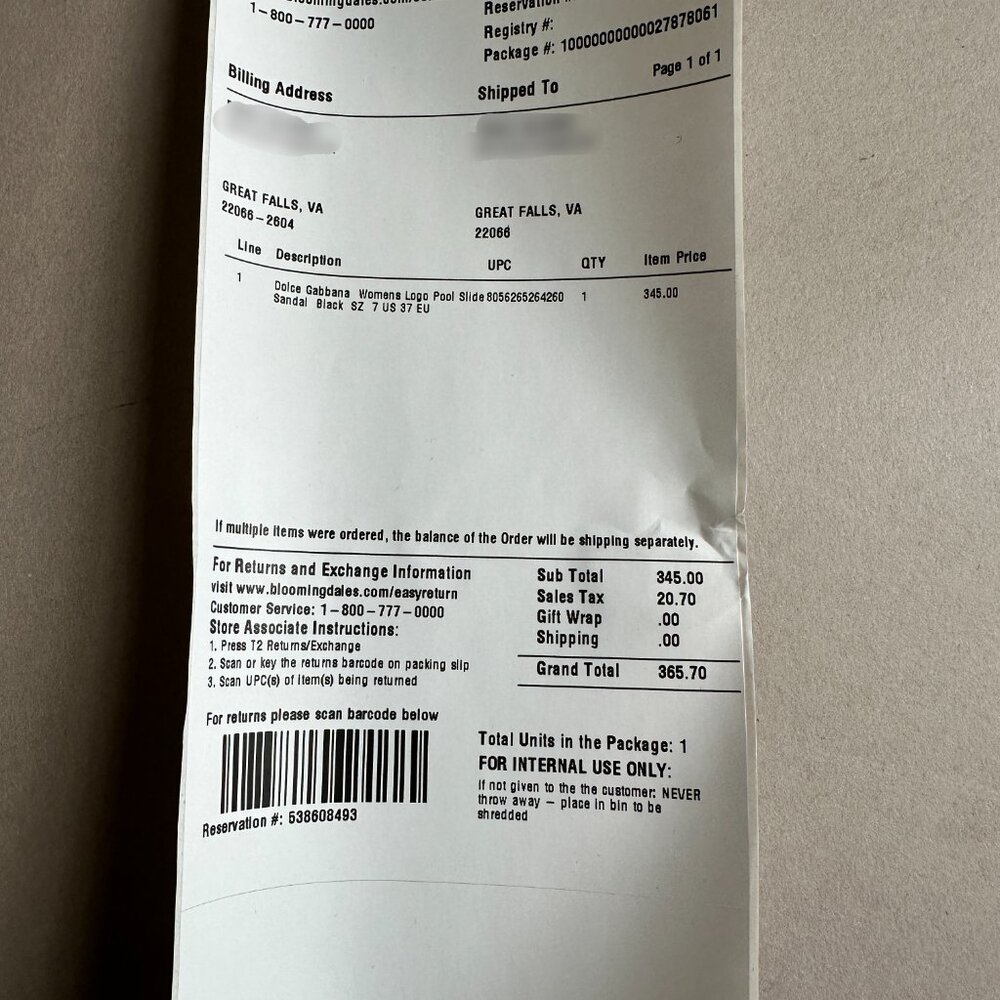 1-800-777-0000
Registry #:
Package #: 10000000000027878061
Page 1 of 1
Billing Address
Shipped To
GREAT FALLS, VA
22066-2604
GREAT FALLS, VA
22066
Line Description UPC QTY Item Price
1 Dolce Gabbana Womens Logo Pool Slide 8056265264260 1 345.00
Sandal Black SZ 7 US 37 EU
If multiple items were ordered, the balance of the Order will be shipping separately.
For Returns and Exchange Information
visit www.bloomingdales.com/easyreturn
Customer Service: 1-800-777-0000
Store Associate Instructions:
1. Press T2 Returns/Exchange
2. Scan or key the returns barcode on packing slip
3. Scan UPC(s) of item(s) being returned
Sub Total 345.00
Sales Tax 20.70
Gift Wrap .00
Shipping .00
Grand Total 365.70
For returns please scan barcode below
Reservation #: 538608493
Total Units in the Package: 1
FOR INTERNAL USE ONLY:
If not given to the the customer: NEVER
throw away - place in bin to be
shredded